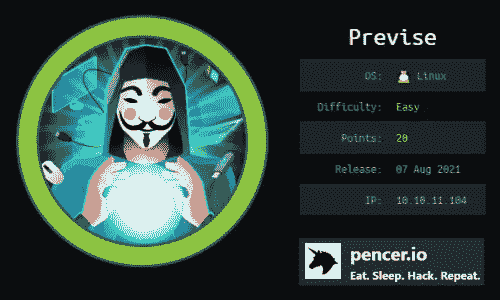 Previse
OS: Linux
Difficulty: Easy
Points: 20
Release: 07 Aug 2021
IP: 10.10.11.104
pencer.io
Eat. Sleep. Hack. Repeat.